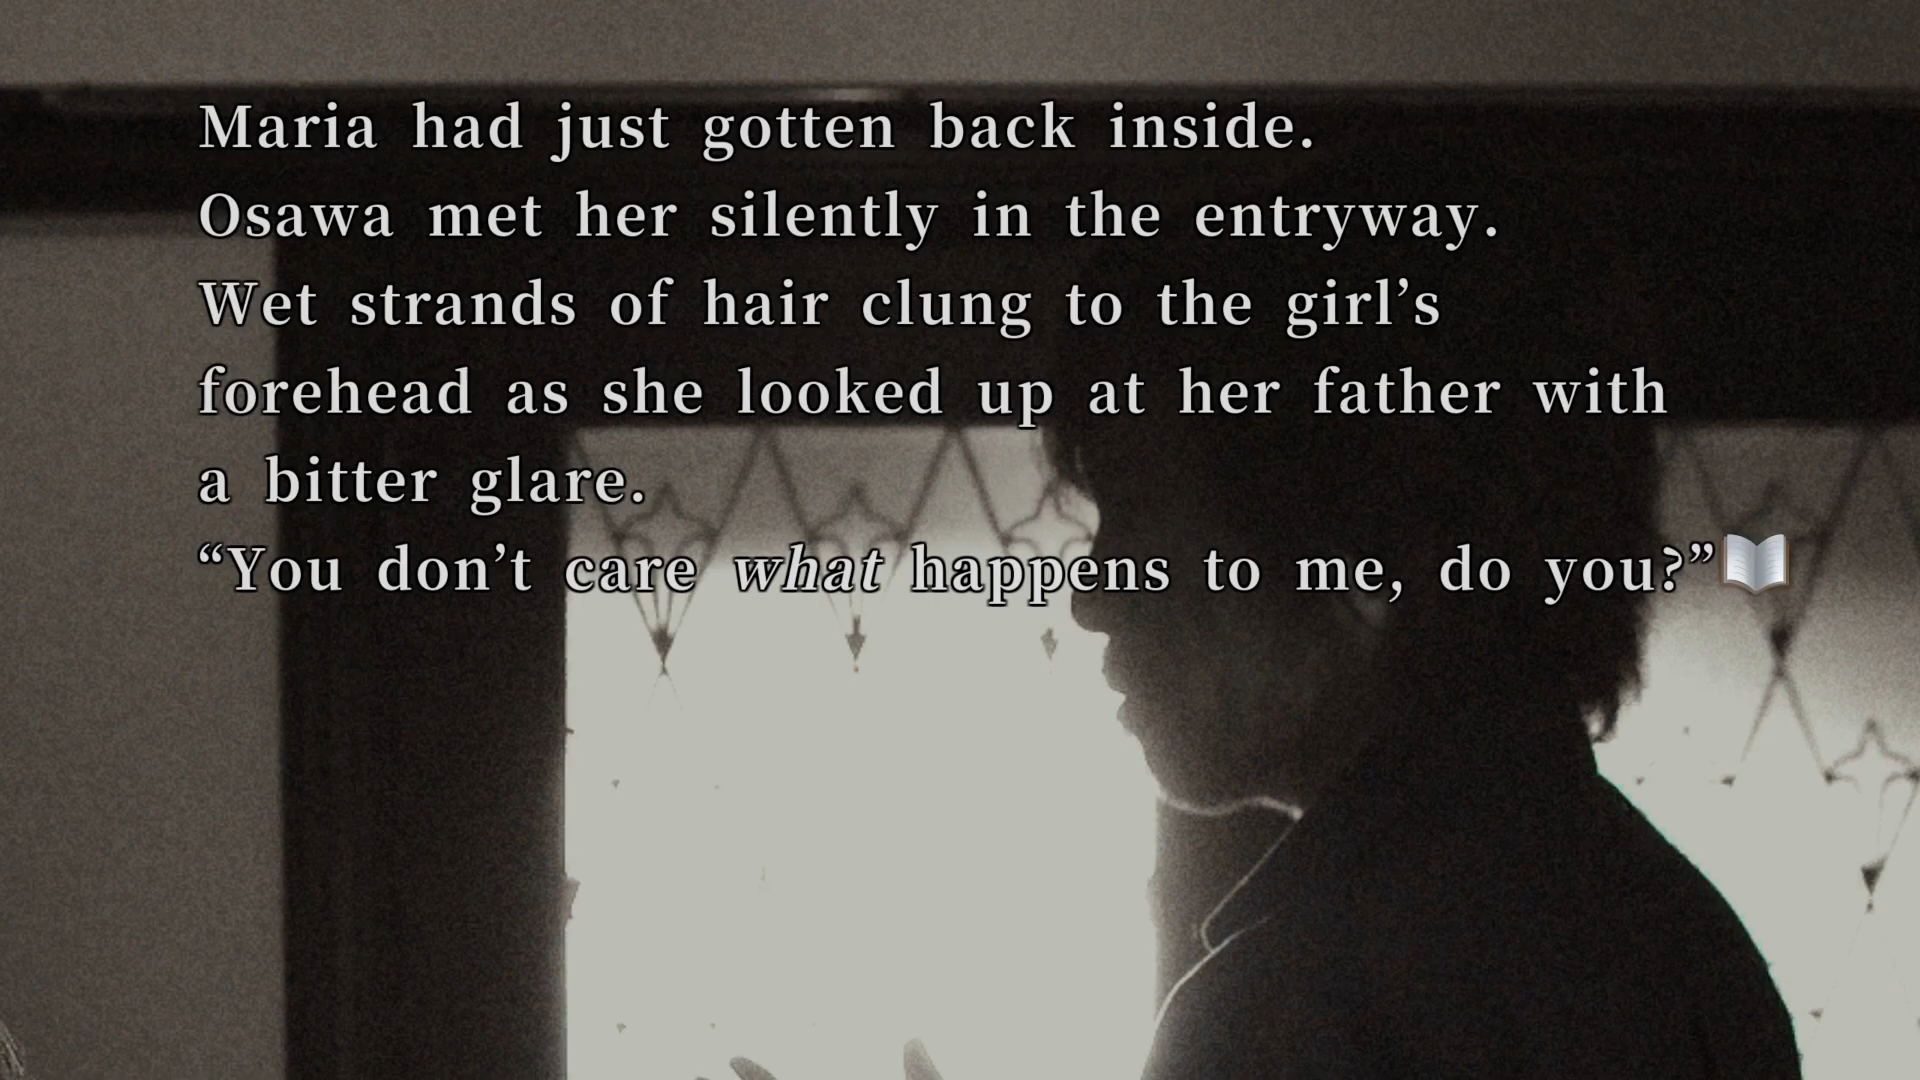 Maria had just gotten back inside.
Osawa met her silently in the entryway.
Wet strands of hair clung to the girl’s
forehead as she looked up at her father with
a bitter glare.
“You don’t care what happens to me, do you?”